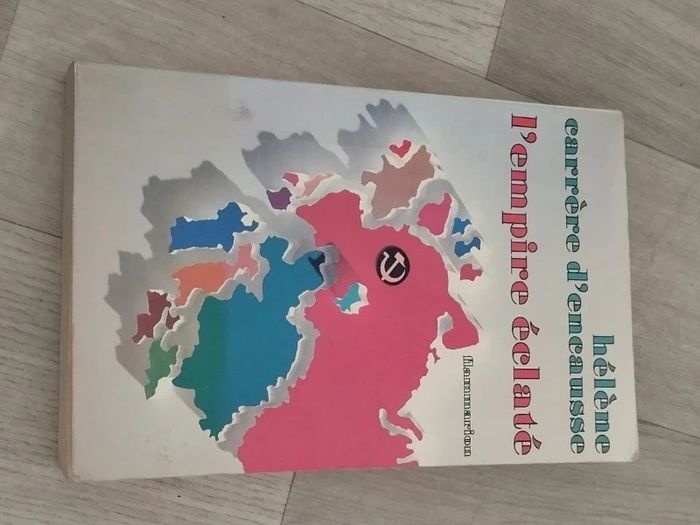 hélène
carrère d'encausse
l'empire éclaté
flammarion